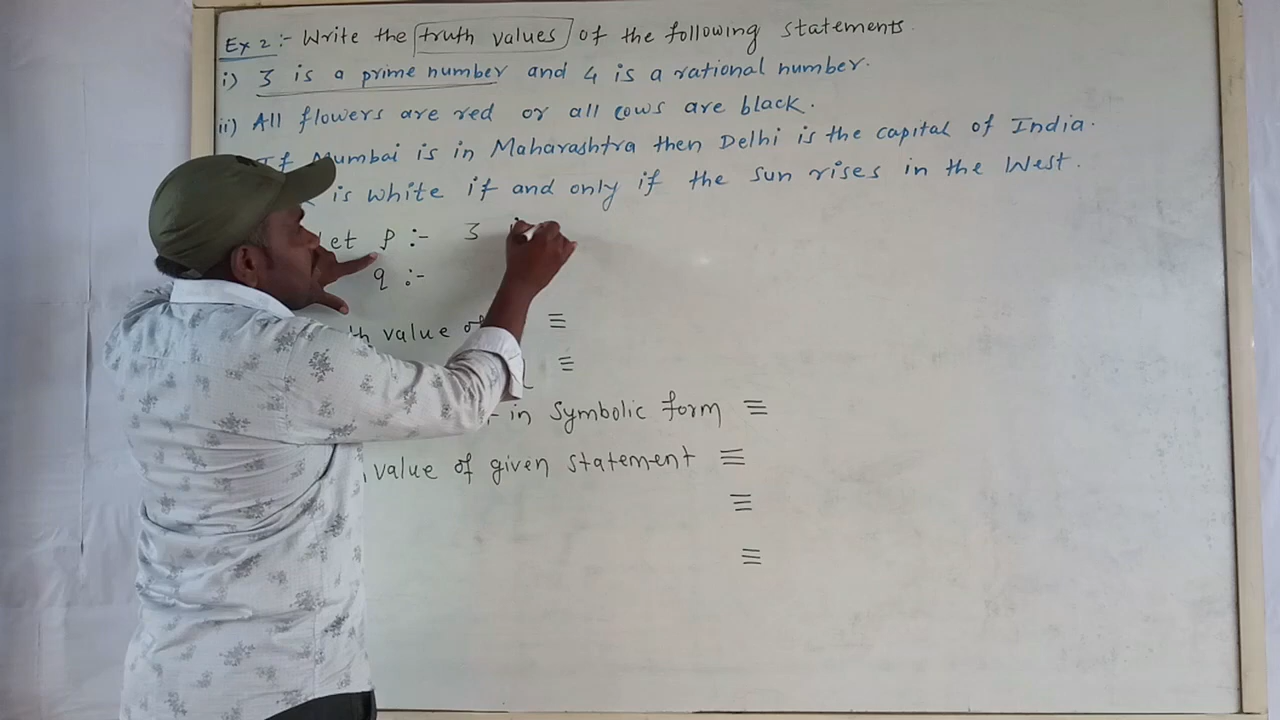 Ex 2 :- Write the truth values of the following statements.
i) 3 is a prime number and 4 is a rational number.
ii) All flowers are red or all cows are black.
If Mumbai is in Maharashtra then Delhi is the capital of India.
is white if and only if the sun rises in the West.
Let p :- 3
q :-
value of ≡
≡
in symbolic form ≡
value of given statement ≡
≡
≡